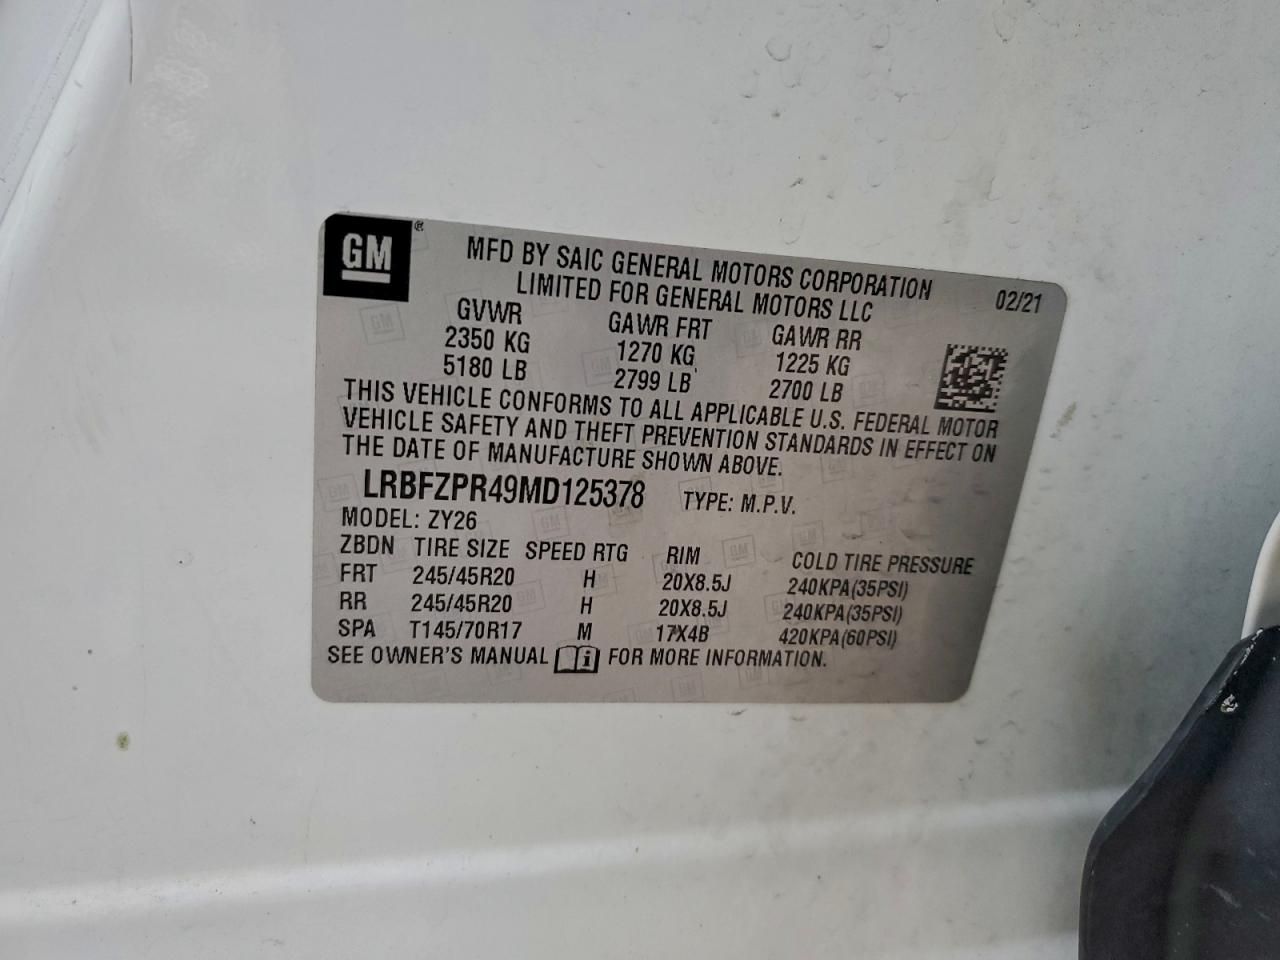 GM ®
MFD BY SAIC GENERAL MOTORS CORPORATION 02/21
LIMITED FOR GENERAL MOTORS LLC
GVWR GAWR FRT GAWR RR
2350 KG 1270 KG 1225 KG
5180 LB 2799 LB 2700 LB
THIS VEHICLE CONFORMS TO ALL APPLICABLE U.S. FEDERAL MOTOR
VEHICLE SAFETY AND THEFT PREVENTION STANDARDS IN EFFECT ON
THE DATE OF MANUFACTURE SHOWN ABOVE.
LRBFZPR49MD125378 TYPE: M.P.V.
MODEL: ZY26
ZBDN TIRE SIZE SPEED RTG RIM COLD TIRE PRESSURE
FRT 245/45R20 H 20X8.5J 240KPA(35PSI)
RR 245/45R20 H 20X8.5J 240KPA(35PSI)
SPA T145/70R17 M 17X4B 420KPA(60PSI)
SEE OWNER'S MANUAL i FOR MORE INFORMATION.